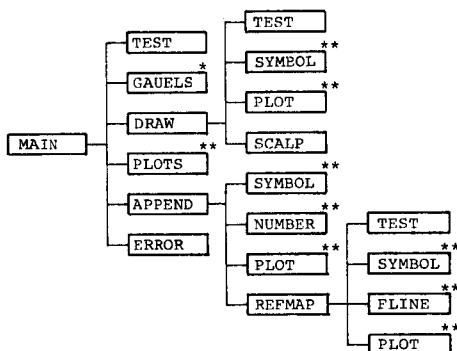 TEST
TEST
*
GAUELS
**
SYMBOL
DRAW
**
PLOT
MAIN
**
PLOTS
SCALP
APPEND
**
SYMBOL
ERROR
**
NUMBER
TEST
**
PLOT
**
SYMBOL
REFMAP
**
FLINE
**
PLOT